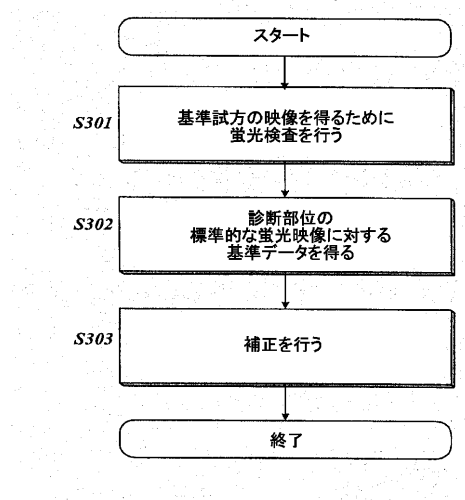 スタート
S301
基準試方の映像を得るために
蛍光検査を行う
S302
診断部位の
標準的な蛍光映像に対する
基準データを得る
S303
補正を行う
終了